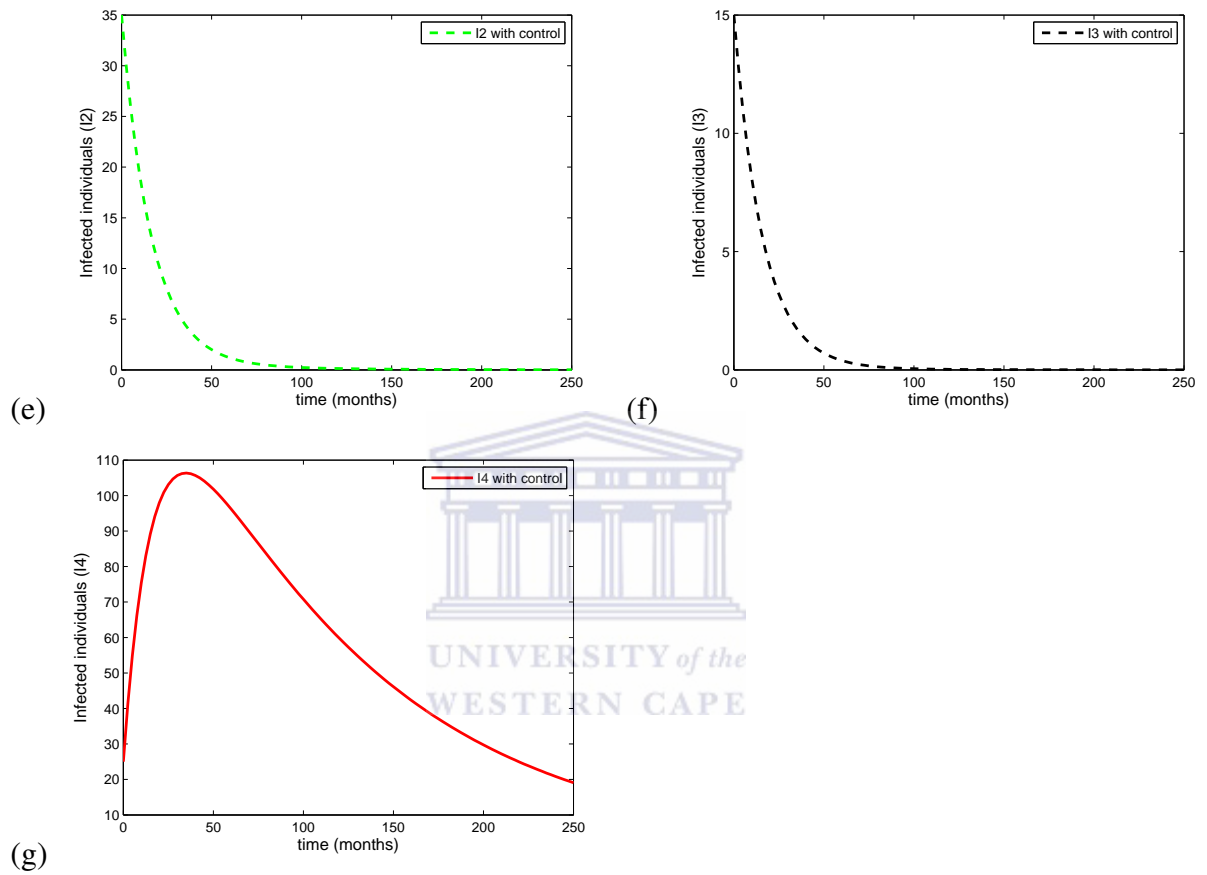 35
30
25
20
15
10
5
0
0 50 100 150 200 250
I2 with control
Infected individuals (I2)
time (months)
(e)
15
10
5
0
0 50 100 150 200 250
I3 with control
Infected individuals (I3)
time (months)
(f)
110
100
90
80
70
60
50
40
30
20
10
0 50 100 150 200 250
I4 with control
Infected individuals (I4)
time (months)
(g)
UNIVERSITY of the
WESTERN CAPE